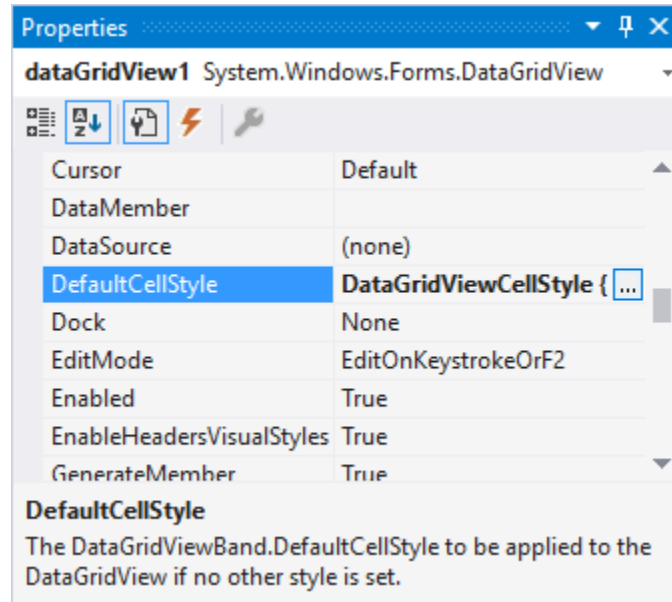 Properties
dataGridView1 System.Windows.Forms.DataGridView
Cursor Default
DataMember
DataSource (none)
DefaultCellStyle DataGridViewCellStyle { ...
Dock None
EditMode EditOnKeystrokeOrF2
Enabled True
EnableHeadersVisualStyles True
GenerateMember True
DefaultCellStyle
The DataGridViewBand.DefaultCellStyle to be applied to the
DataGridView if no other style is set.